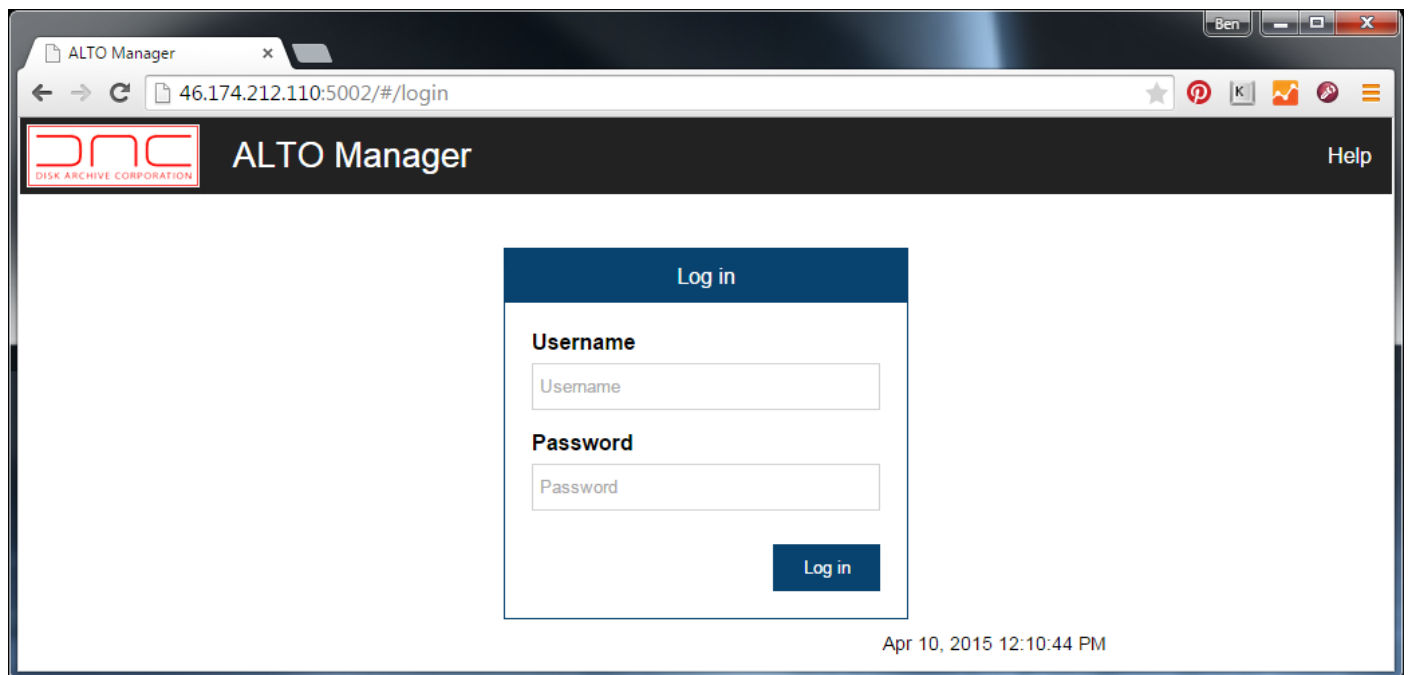 Ben
ALTO Manager
46.174.212.110:5002/#/login
DISK ARCHIVE CORPORATION
ALTO Manager
Help
Log in
Username
Username
Password
Password
Log in
Apr 10, 2015 12:10:44 PM